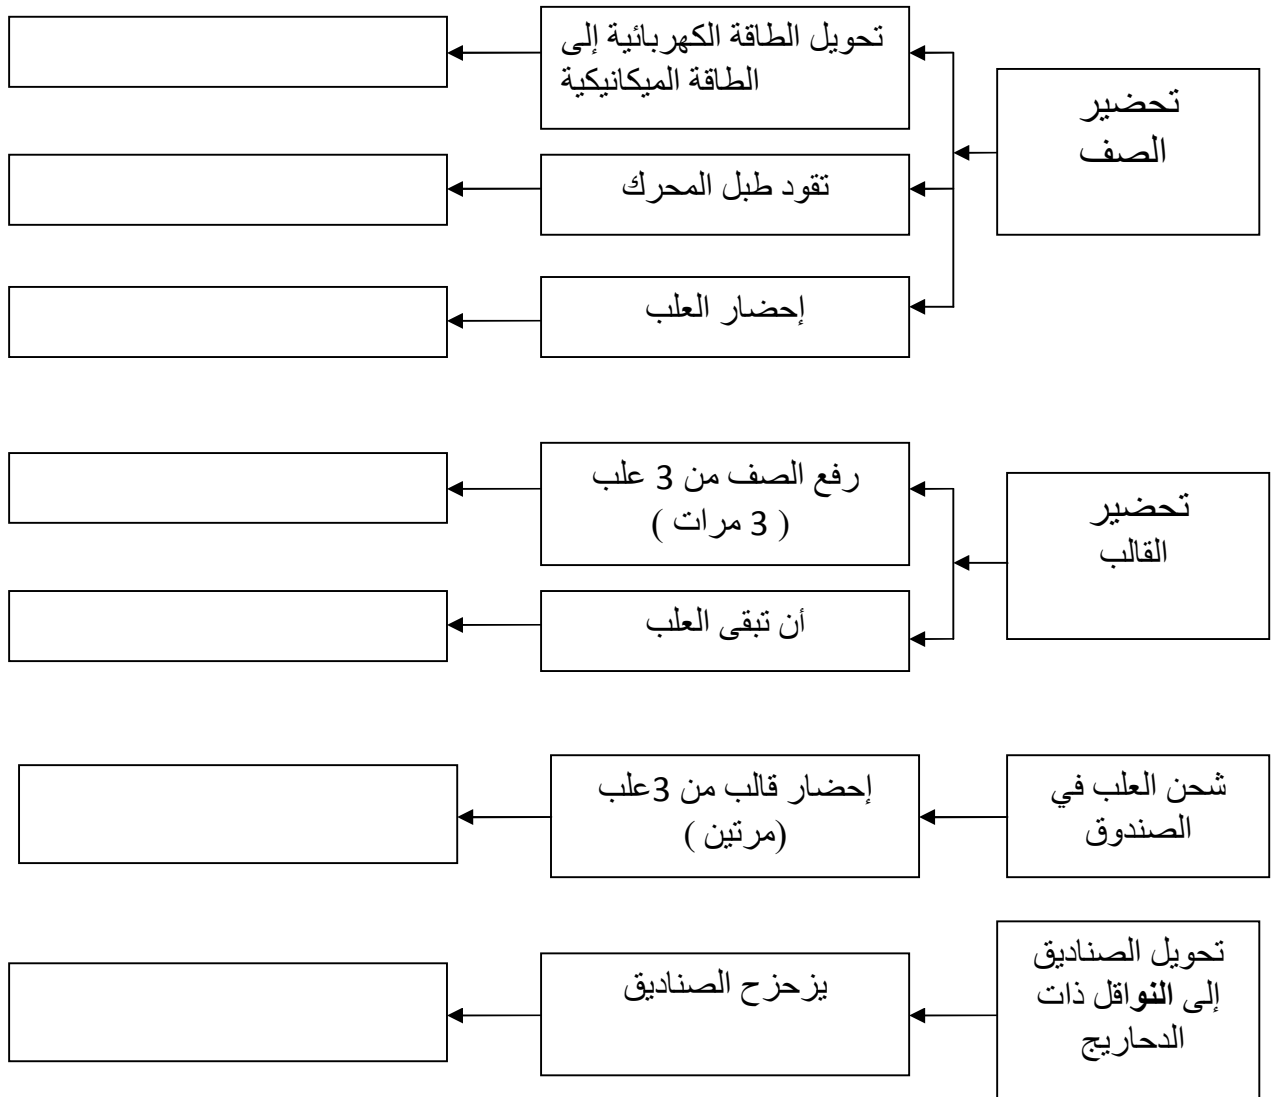 تحضير
الصف
تحويل الطاقة الكهربائية إلى
الطاقة الميكانيكية
تقود طبل المحرك
إحضار العلب
تحضير
القالب
رفع الصف من 3 علب
( 3 مرات )
أن تبقى العلب
شحن العلب في
الصندوق
إحضار قالب من 3علب
(مرتين )
تحويل الصناديق
إلى النواقل ذات
الدحاريج
يزحزح الصناديق